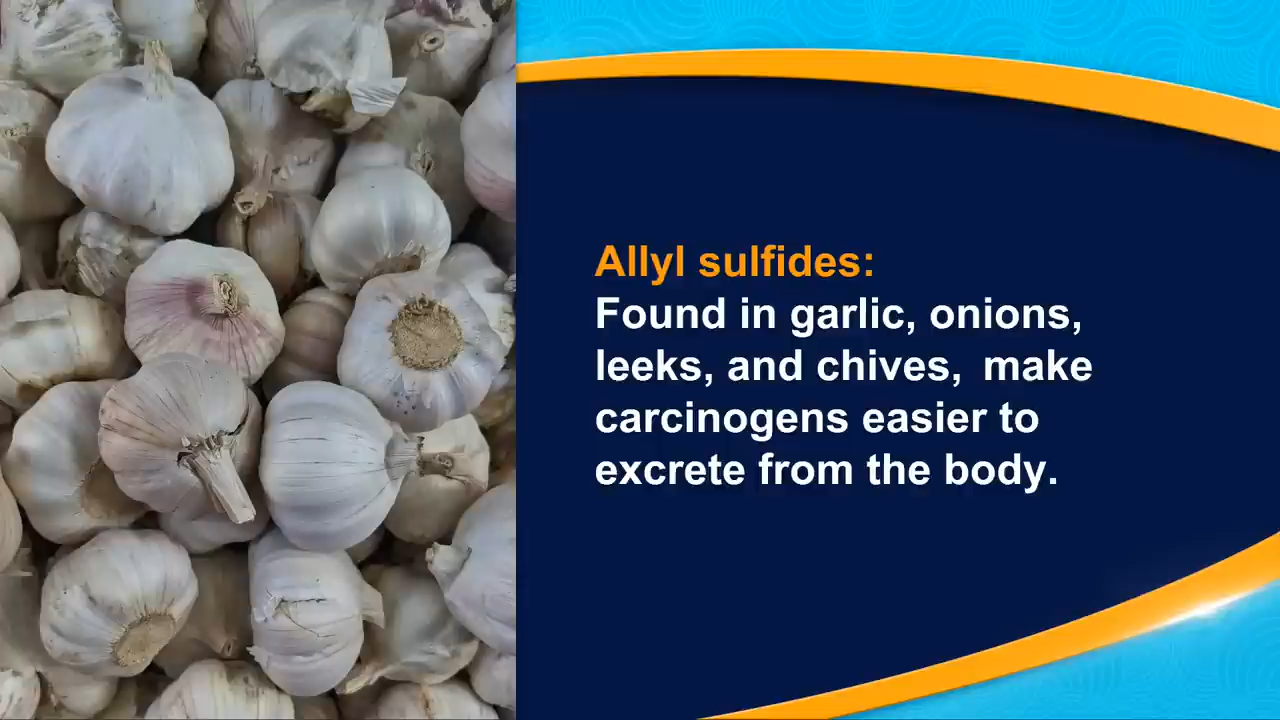 Allyl sulfides:
Found in garlic, onions,
leeks, and chives,  make
carcinogens easier to
excrete from the body.